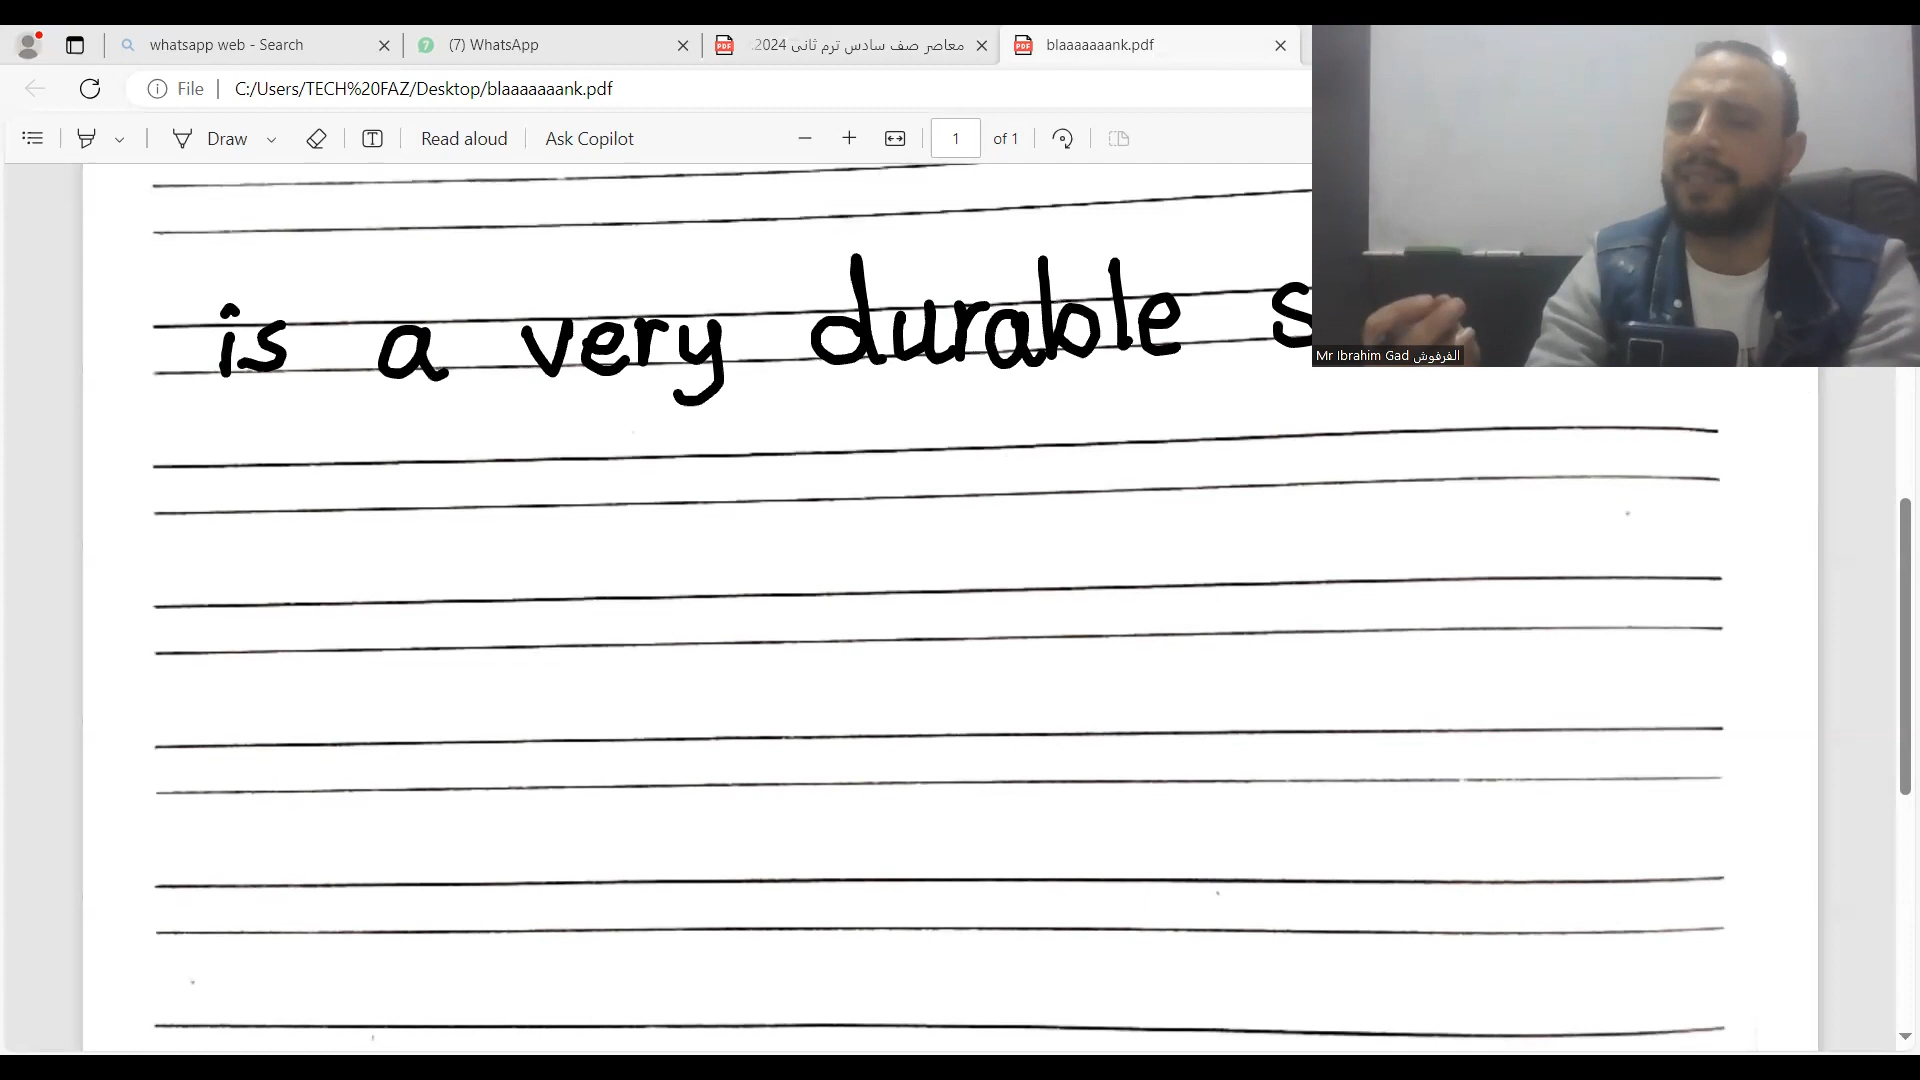 whatsapp web - Search
(7) WhatsApp
معاصر صف سادس ترم ثانى 2024.
blaaaaaaank.pdf
File
C:/Users/TECH%20FAZ/Desktop/blaaaaaaank.pdf
Draw
Read aloud
Ask Copilot
1
of 1
is a very durable s
Mr Ibrahim Gad الفرفوش